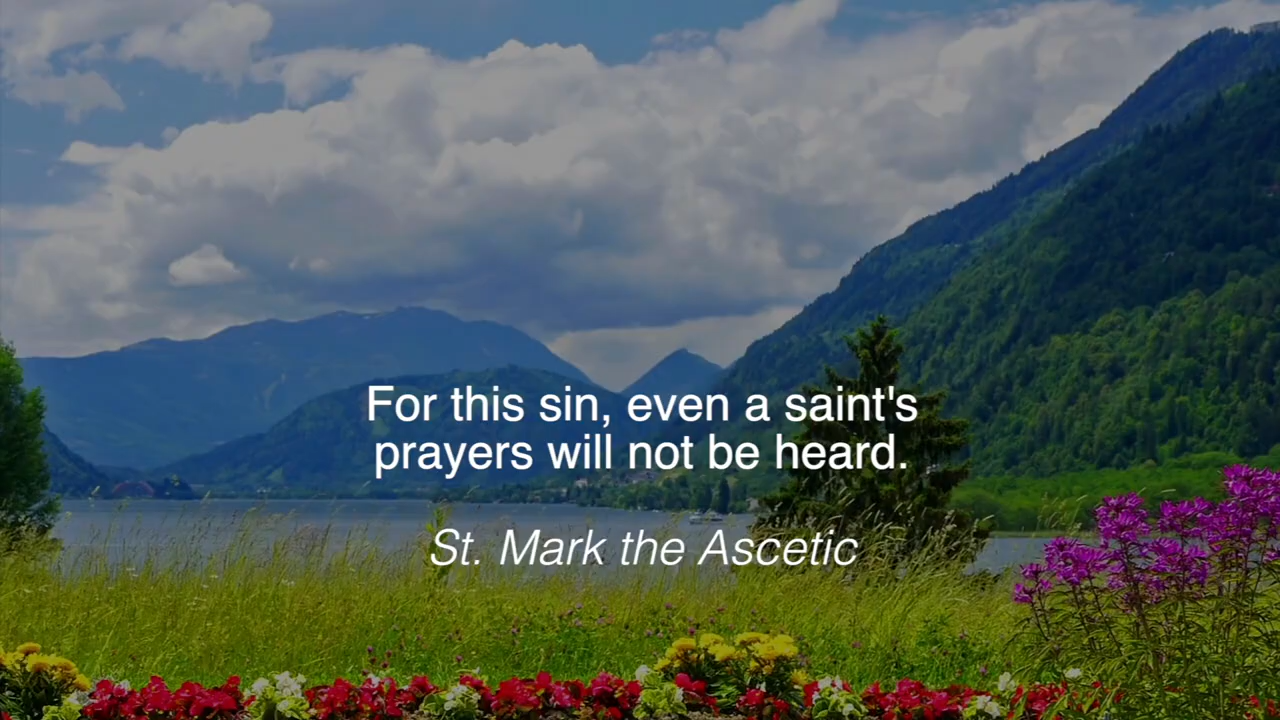 For this sin, even a saint's
prayers will not be heard.
St. Mark the Ascetic